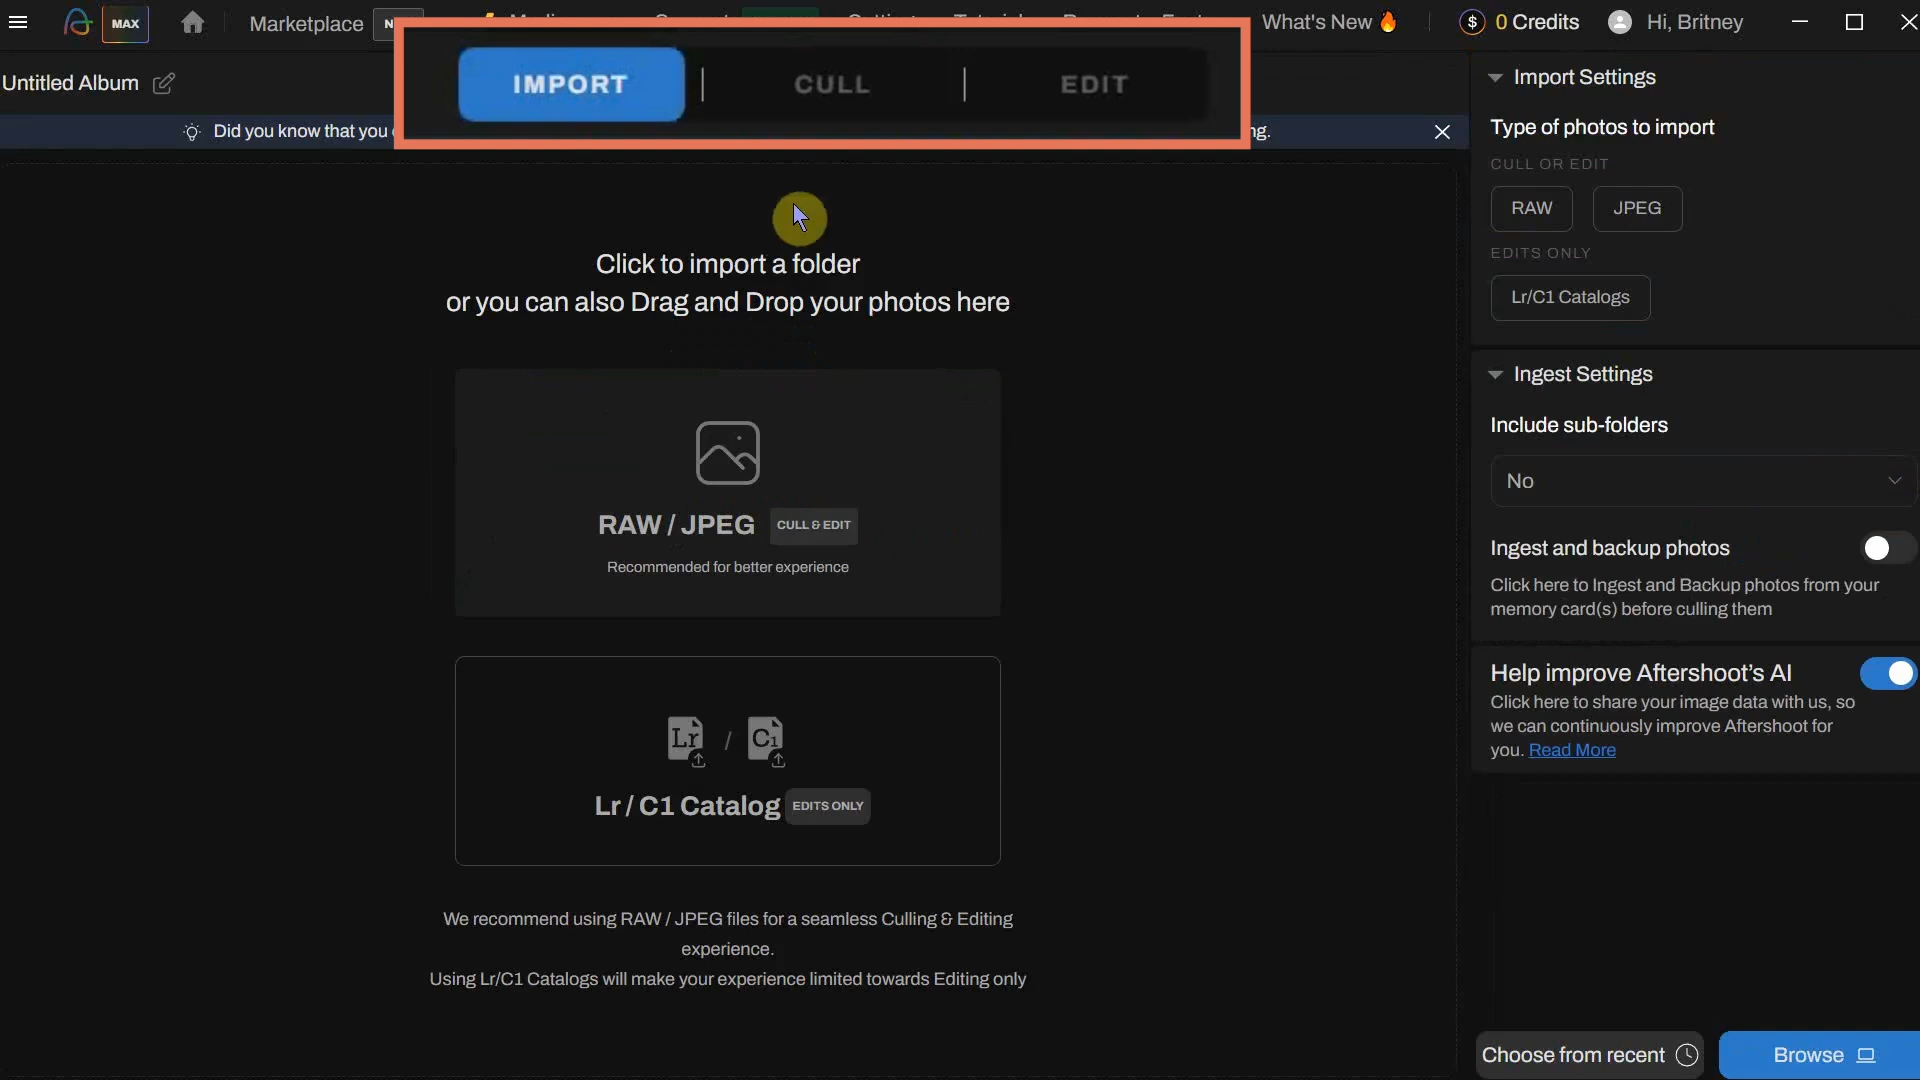 MAX
Marketplace
What's New
$ 0 Credits
Hi, Britney
IMPORT | CULL | EDIT
Untitled Album
Did you know that you
ng.
Click to import a folder
or you can also Drag and Drop your photos here
RAW / JPEG CULL & EDIT
Recommended for better experience
Lr / C1
Lr / C1 Catalog EDITS ONLY
We recommend using RAW / JPEG files for a seamless Culling & Editing
experience.
Using Lr/C1 Catalogs will make your experience limited towards Editing only
Import Settings
Type of photos to import
CULL OR EDIT
RAW
JPEG
EDITS ONLY
Lr/C1 Catalogs
Ingest Settings
Include sub-folders
No
Ingest and backup photos
Click here to Ingest and Backup photos from your
memory card(s) before culling them
Help improve Aftershoot’s AI
Click here to share your image data with us, so
we can continuously improve Aftershoot for
you. Read More
Choose from recent
Browse